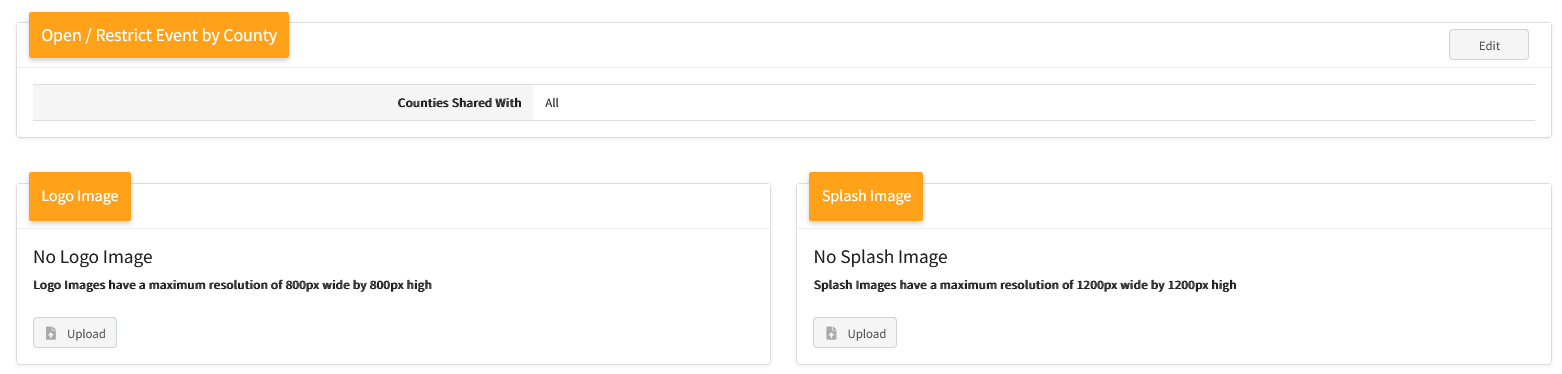 Open / Restrict Event by County
Edit
Counties Shared With All
Logo Image
Splash Image
No Logo Image
Logo Images have a maximum resolution of 800px wide by 800px high
Upload
No Splash Image
Splash Images have a maximum resolution of 1200px wide by 1200px high
Upload